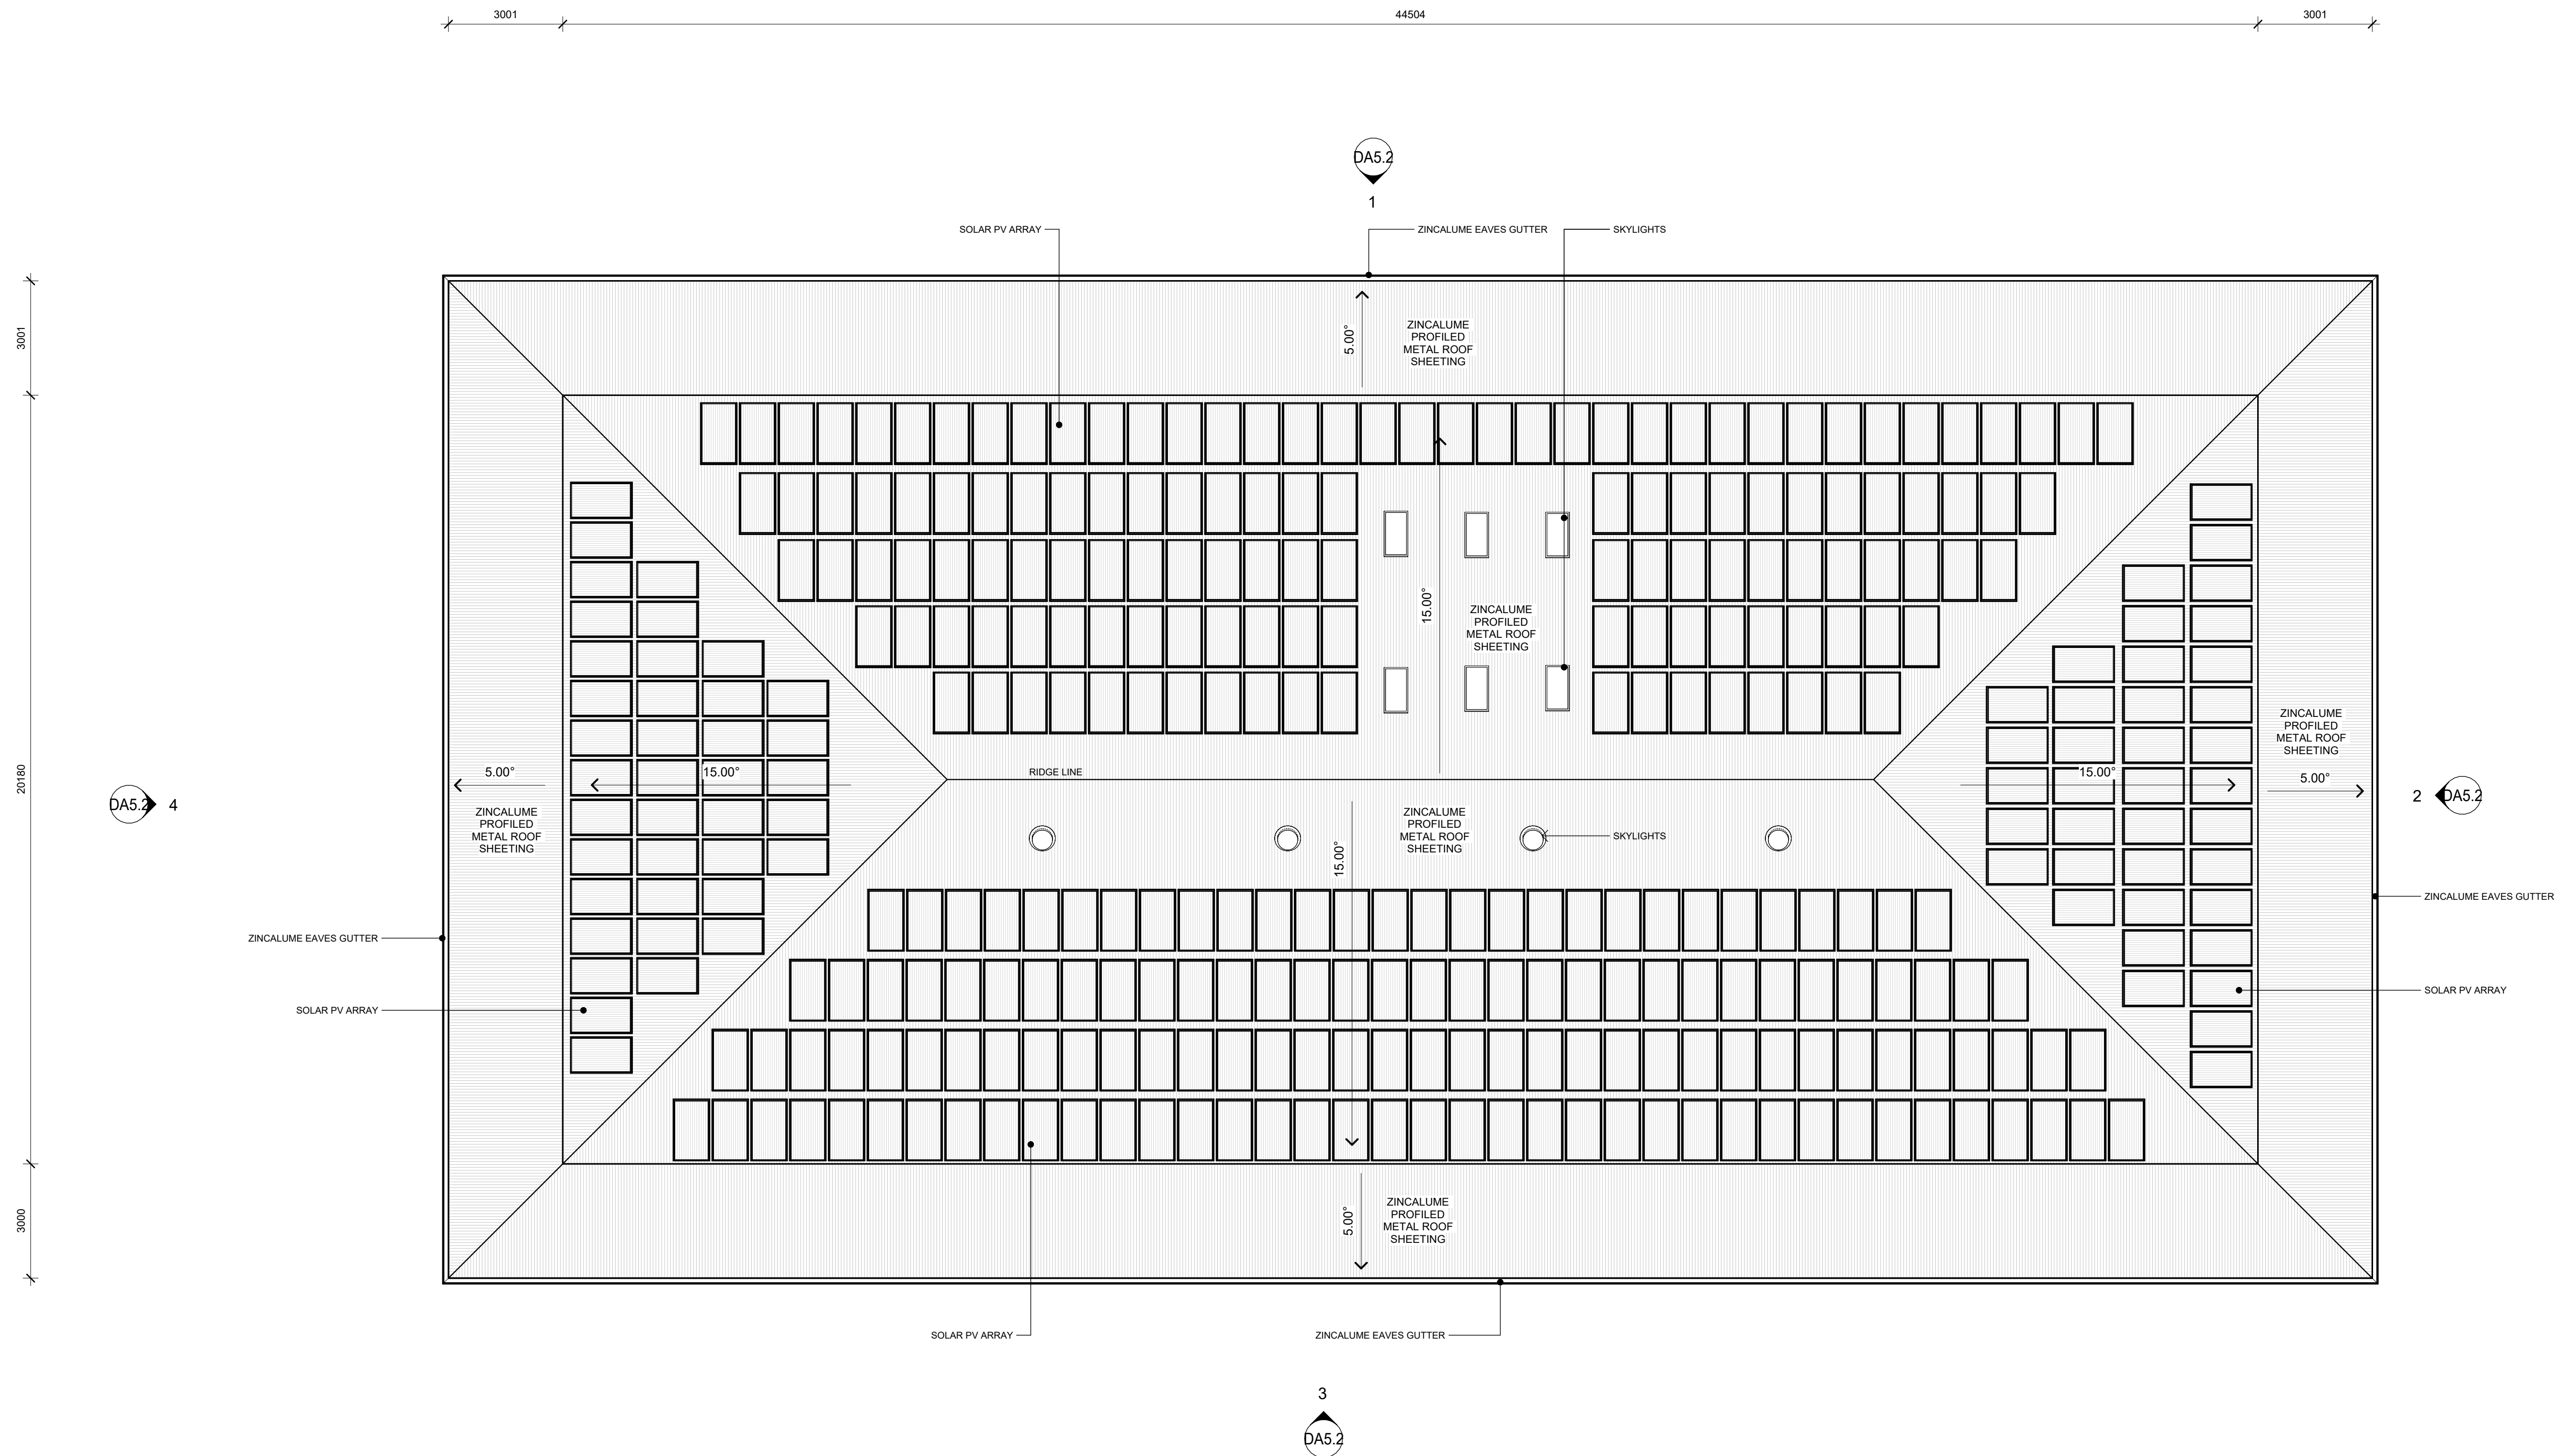 3001
44504
3001
DA5.2
1
SOLAR PV ARRAY
ZINCALUME EAVES GUTTER
SKYLIGHTS
3001
5.00°
ZINCALUME
PROFILED
METAL ROOF
SHEETING
15.00°
ZINCALUME
PROFILED
METAL ROOF
SHEETING
20180
DA5.2
4
5.00°
15.00°
RIDGE LINE
ZINCALUME
PROFILED
METAL ROOF
SHEETING
15.00°
ZINCALUME
PROFILED
METAL ROOF
SHEETING
5.00°
2
DA5.2
ZINCALUME
PROFILED
METAL ROOF
SHEETING
15.00°
SKYLIGHTS
ZINCALUME EAVES GUTTER
ZINCALUME EAVES GUTTER
SOLAR PV ARRAY
SOLAR PV ARRAY
3000
5.00°
ZINCALUME
PROFILED
METAL ROOF
SHEETING
SOLAR PV ARRAY
ZINCALUME EAVES GUTTER
3
DA5.2